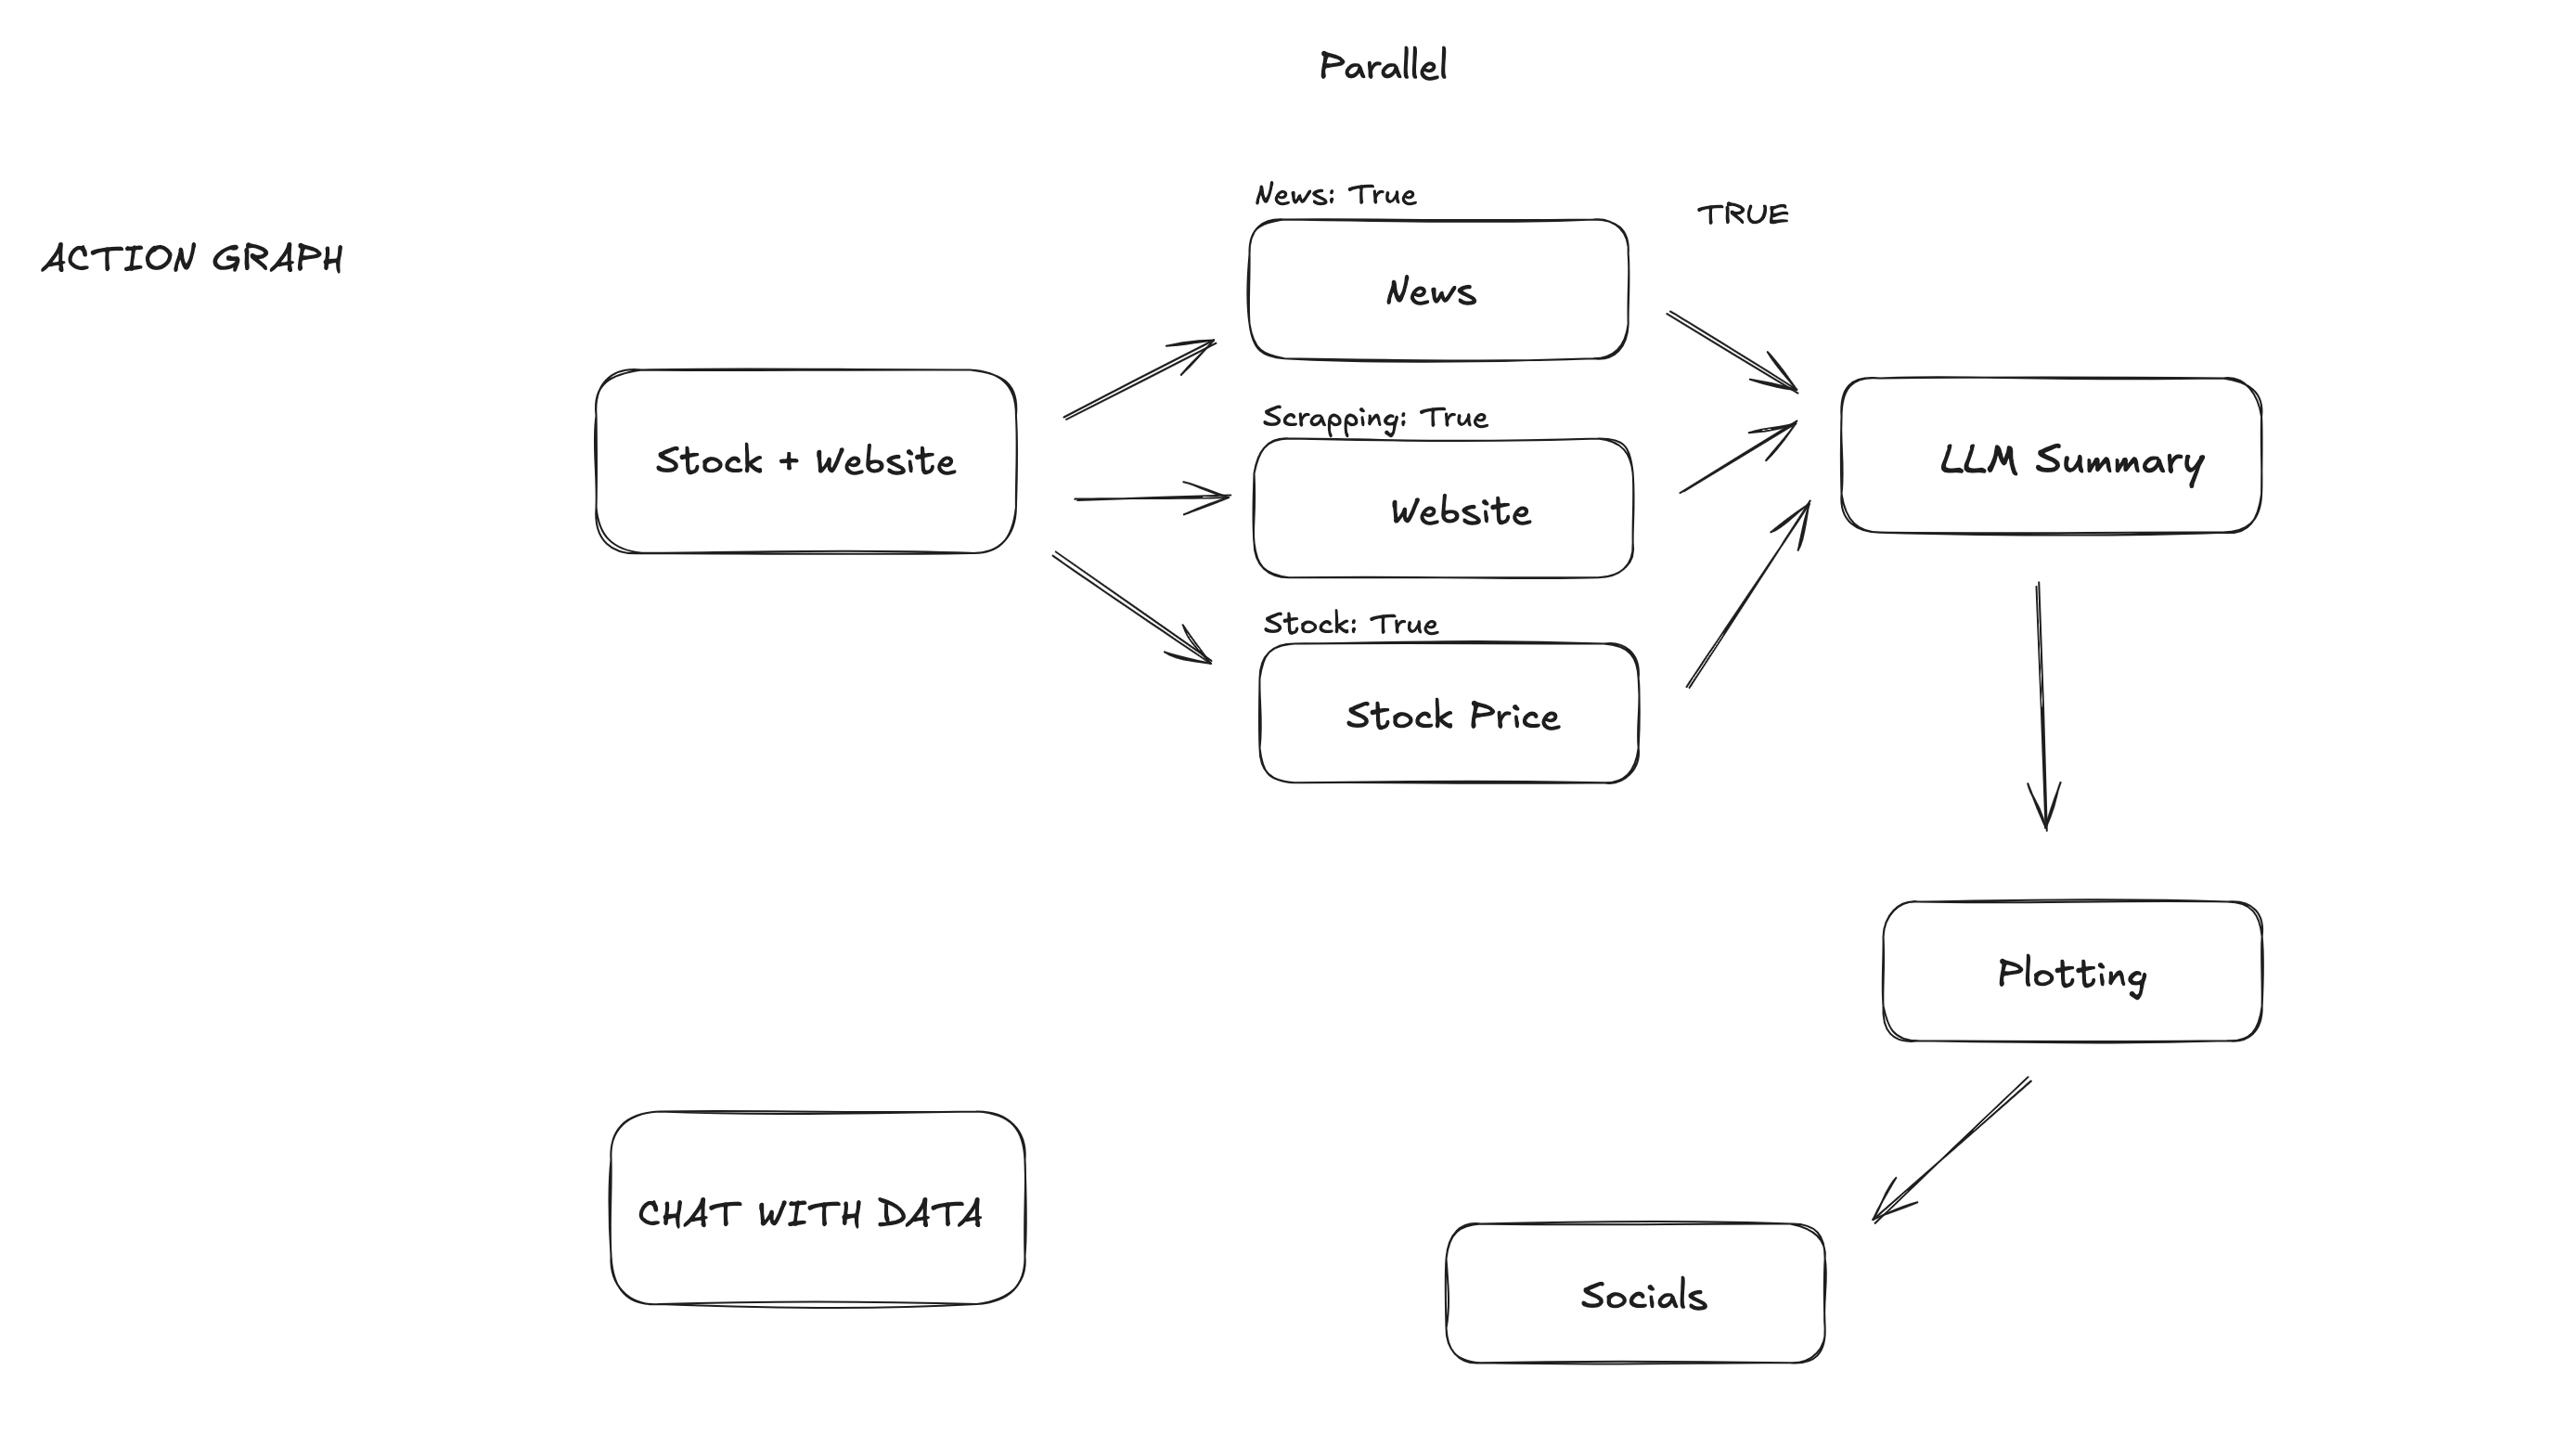 Parallel
News: True
TRUE
ACTION GRAPH
News
Scrapping: True
Stock + Website
LLM Summary
Website
Stock: True
Stock Price
Plotting
CHAT WITH DATA
Socials